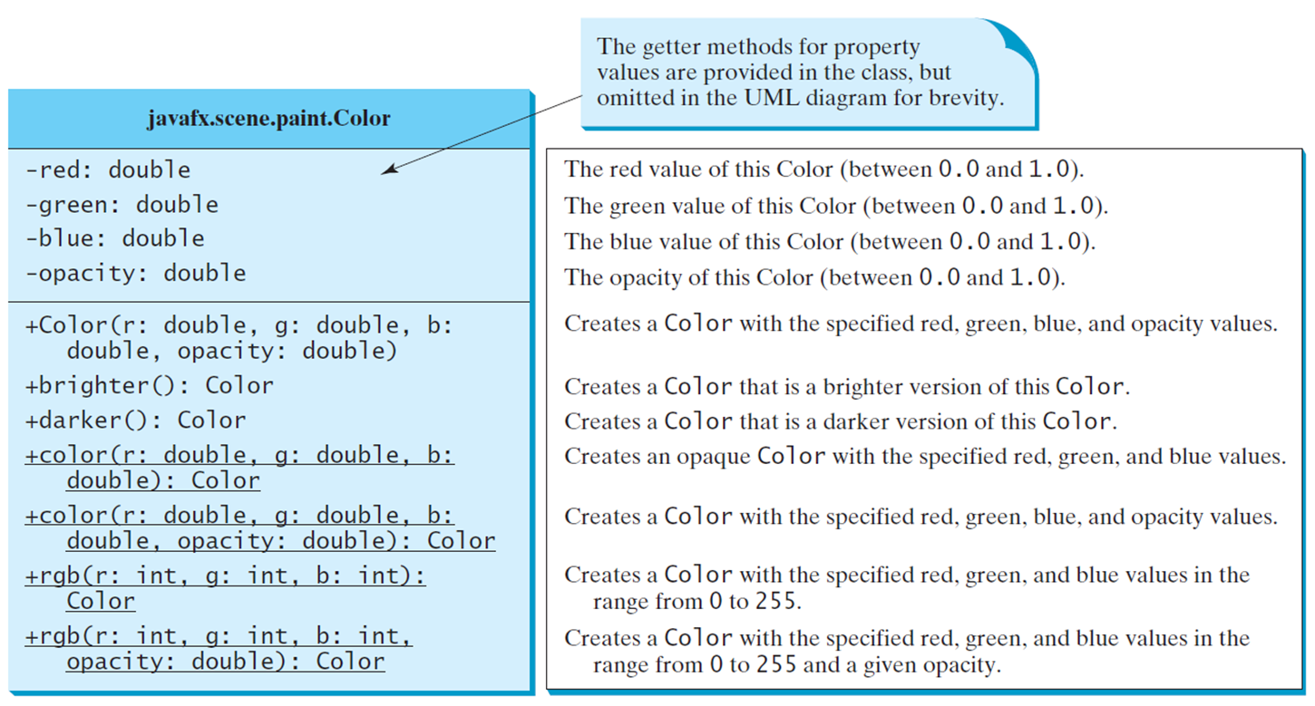 The getter methods for property
values are provided in the class, but
omitted in the UML diagram for brevity.
javafx.scene.paint.Color
-red: double
The red value of this Color (between 0.0 and 1.0).
-green: double
The green value of this Color (between 0.0 and 1.0).
-blue: double
The blue value of this Color (between 0.0 and 1.0).
-opacity: double
The opacity of this Color (between 0.0 and 1.0).
+Color(r: double, g: double, b:
double, opacity: double)
Creates a Color with the specified red, green, blue, and opacity values.
+brighter(): Color
Creates a Color that is a brighter version of this Color.
+darker(): Color
Creates a Color that is a darker version of this Color.
+color(r: double, g: double, b:
double): Color
Creates an opaque Color with the specified red, green, and blue values.
+color(r: double, g: double, b:
double, opacity: double): Color
Creates a Color with the specified red, green, blue, and opacity values.
+rgb(r: int, g: int, b: int):
Color
Creates a Color with the specified red, green, and blue values in the
range from 0 to 255.
+rgb(r: int, g: int, b: int,
opacity: double): Color
Creates a Color with the specified red, green, and blue values in the
range from 0 to 255 and a given opacity.